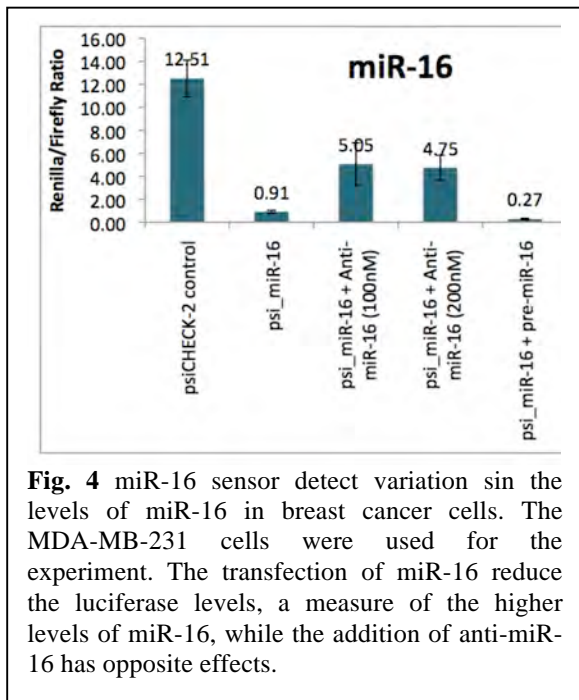 16.00
14.00
12.00
10.00
8.00
6.00
4.00
2.00
0.00
Renilla/Firefly Ratio
miR-16
12.51
0.91
5.05
4.75
0.27
psiCHECK-2 control
psi_miR-16
psi_miR-16 + Anti-
miR-16 (100nM)
psi_miR-16 + Anti-
miR-16 (200nM)
psi_miR-16 + pre-miR-16
Fig. 4 miR-16 sensor detect variation sin the
levels of miR-16 in breast cancer cells. The
MDA-MB-231 cells were used for the
experiment. The transfection of miR-16 reduce
the luciferase levels, a measure of the higher
levels of miR-16, while the addition of anti-miR-
16 has opposite effects.